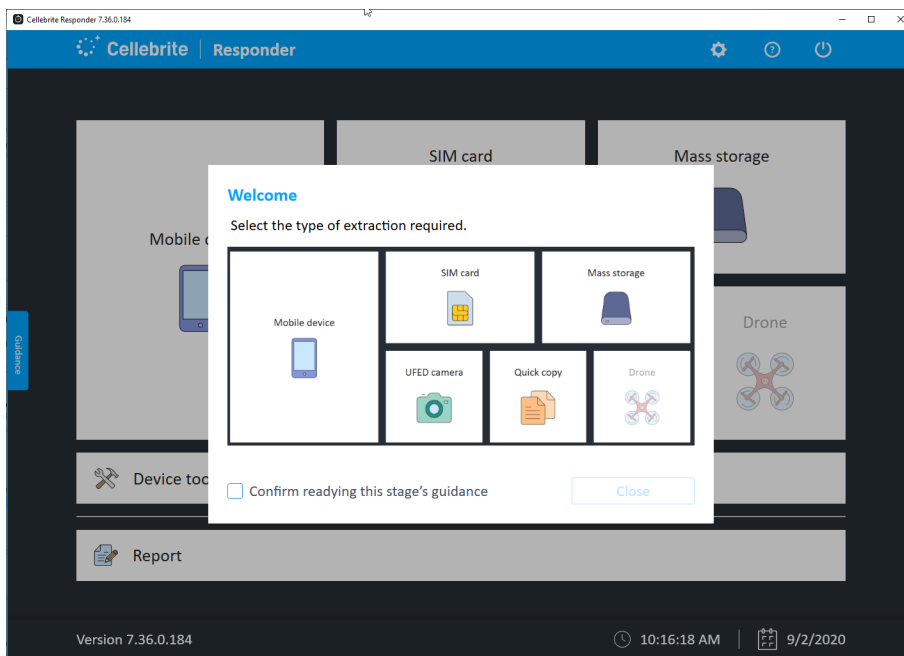 Cellebrite Responder 7.36.0.184
Cellebrite Responder
SIM card
Mass storage
Mobile
Drone
Guidance
Welcome
Select the type of extraction required.
Mobile device
SIM card
Mass storage
UFED camera
Quick copy
Drone
Confirm readying this stage's guidance
Close
Device
Report
Version 7.36.0.184
10:16:18 AM
9/2/2020